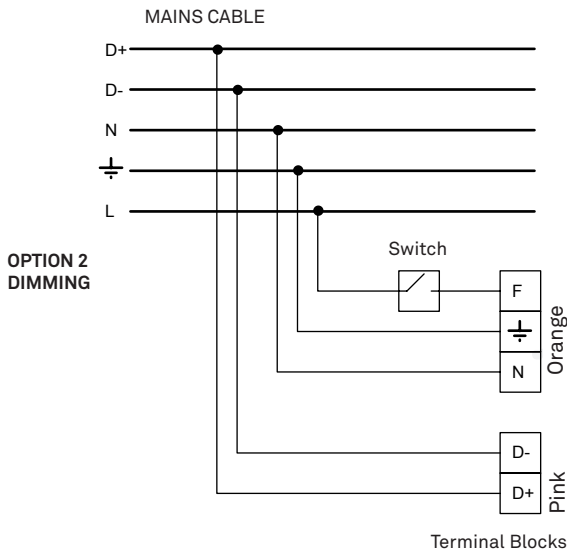 MAINS CABLE
D+
D-
N
L
OPTION 2
DIMMING
Switch
F
N
Orange
D-
D+
Pink
Terminal Blocks